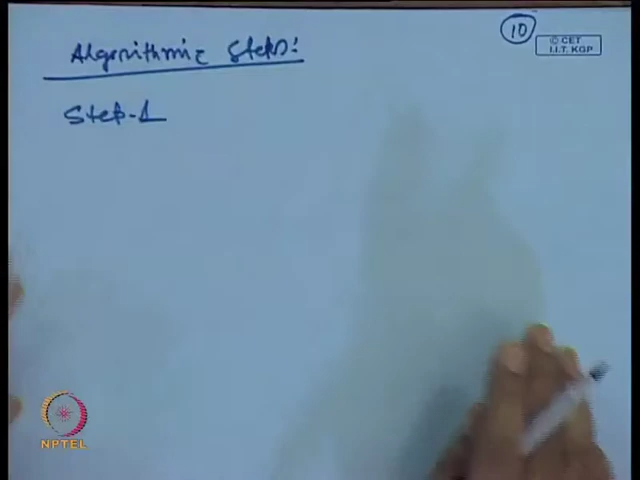 10
© CET
I.I.T. KGP
Algorithmic Steps:
Step-1
NPTEL